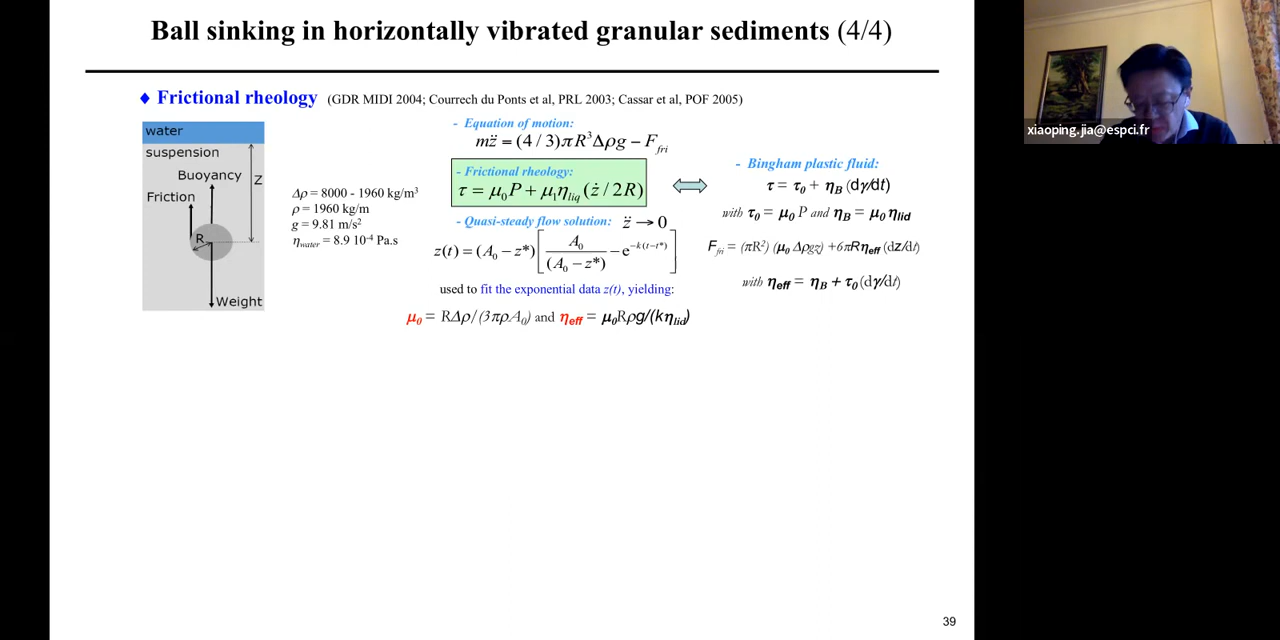 Ball sinking in horizontally vibrated granular sediments (4/4)
♦ Frictional rheology (GDR MIDI 2004; Courrech du Ponts et al, PRL 2003; Cassar et al, POF 2005)
water
suspension
Buoyancy
Z
Friction
R
Weight
Δρ = 8000 - 1960 kg/m³
ρ = 1960 kg/m
g = 9.81 m/s²
η_water = 8.9 10⁻⁴ Pa.s
- Equation of motion:
mz̈ = (4 / 3)πR³Δρg − F_fri
- Frictional rheology:
τ = μ₀P + μ₁η_liq (ż / 2R)
- Quasi-steady flow solution: z̈ → 0
z(t) = (A₀ − z*) [ A₀ / (A₀ − z*) − e^−k(t−t*) ]
used to fit the exponential data z(t), yielding:
μ₀ = RΔρ/(3πρA₀) and η_eff = μ₀Rρg/(kη_lid)
- Bingham plastic fluid:
τ = τ₀ + η_B (dγ/dt)
with τ₀ = μ₀ P and η_B = μ₀ η_lid
F_fri = (πR²) (μ₀ Δρgz) +6πRη_eff (dz/dt)
with η_eff = η_B + τ₀ (dγ/dt)
39
xiaoping.jia@espci.fr